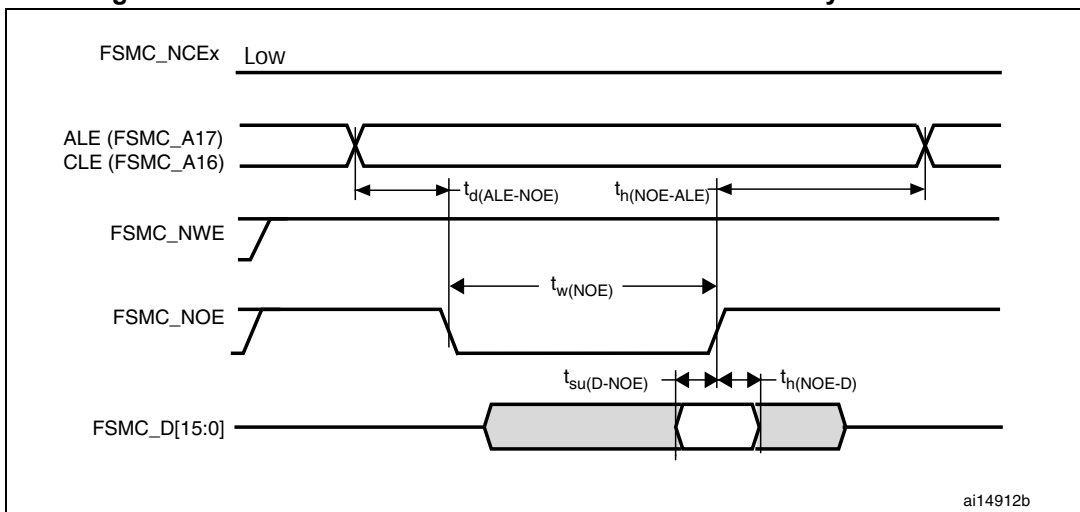 FSMC_NCEx Low
ALE (FSMC_A17)
CLE (FSMC_A16)
td(ALE-NOE) th(NOE-ALE)
FSMC_NWE
tw(NOE)
FSMC_NOE
tsu(D-NOE) th(NOE-D)
FSMC_D[15:0]
ai14912b